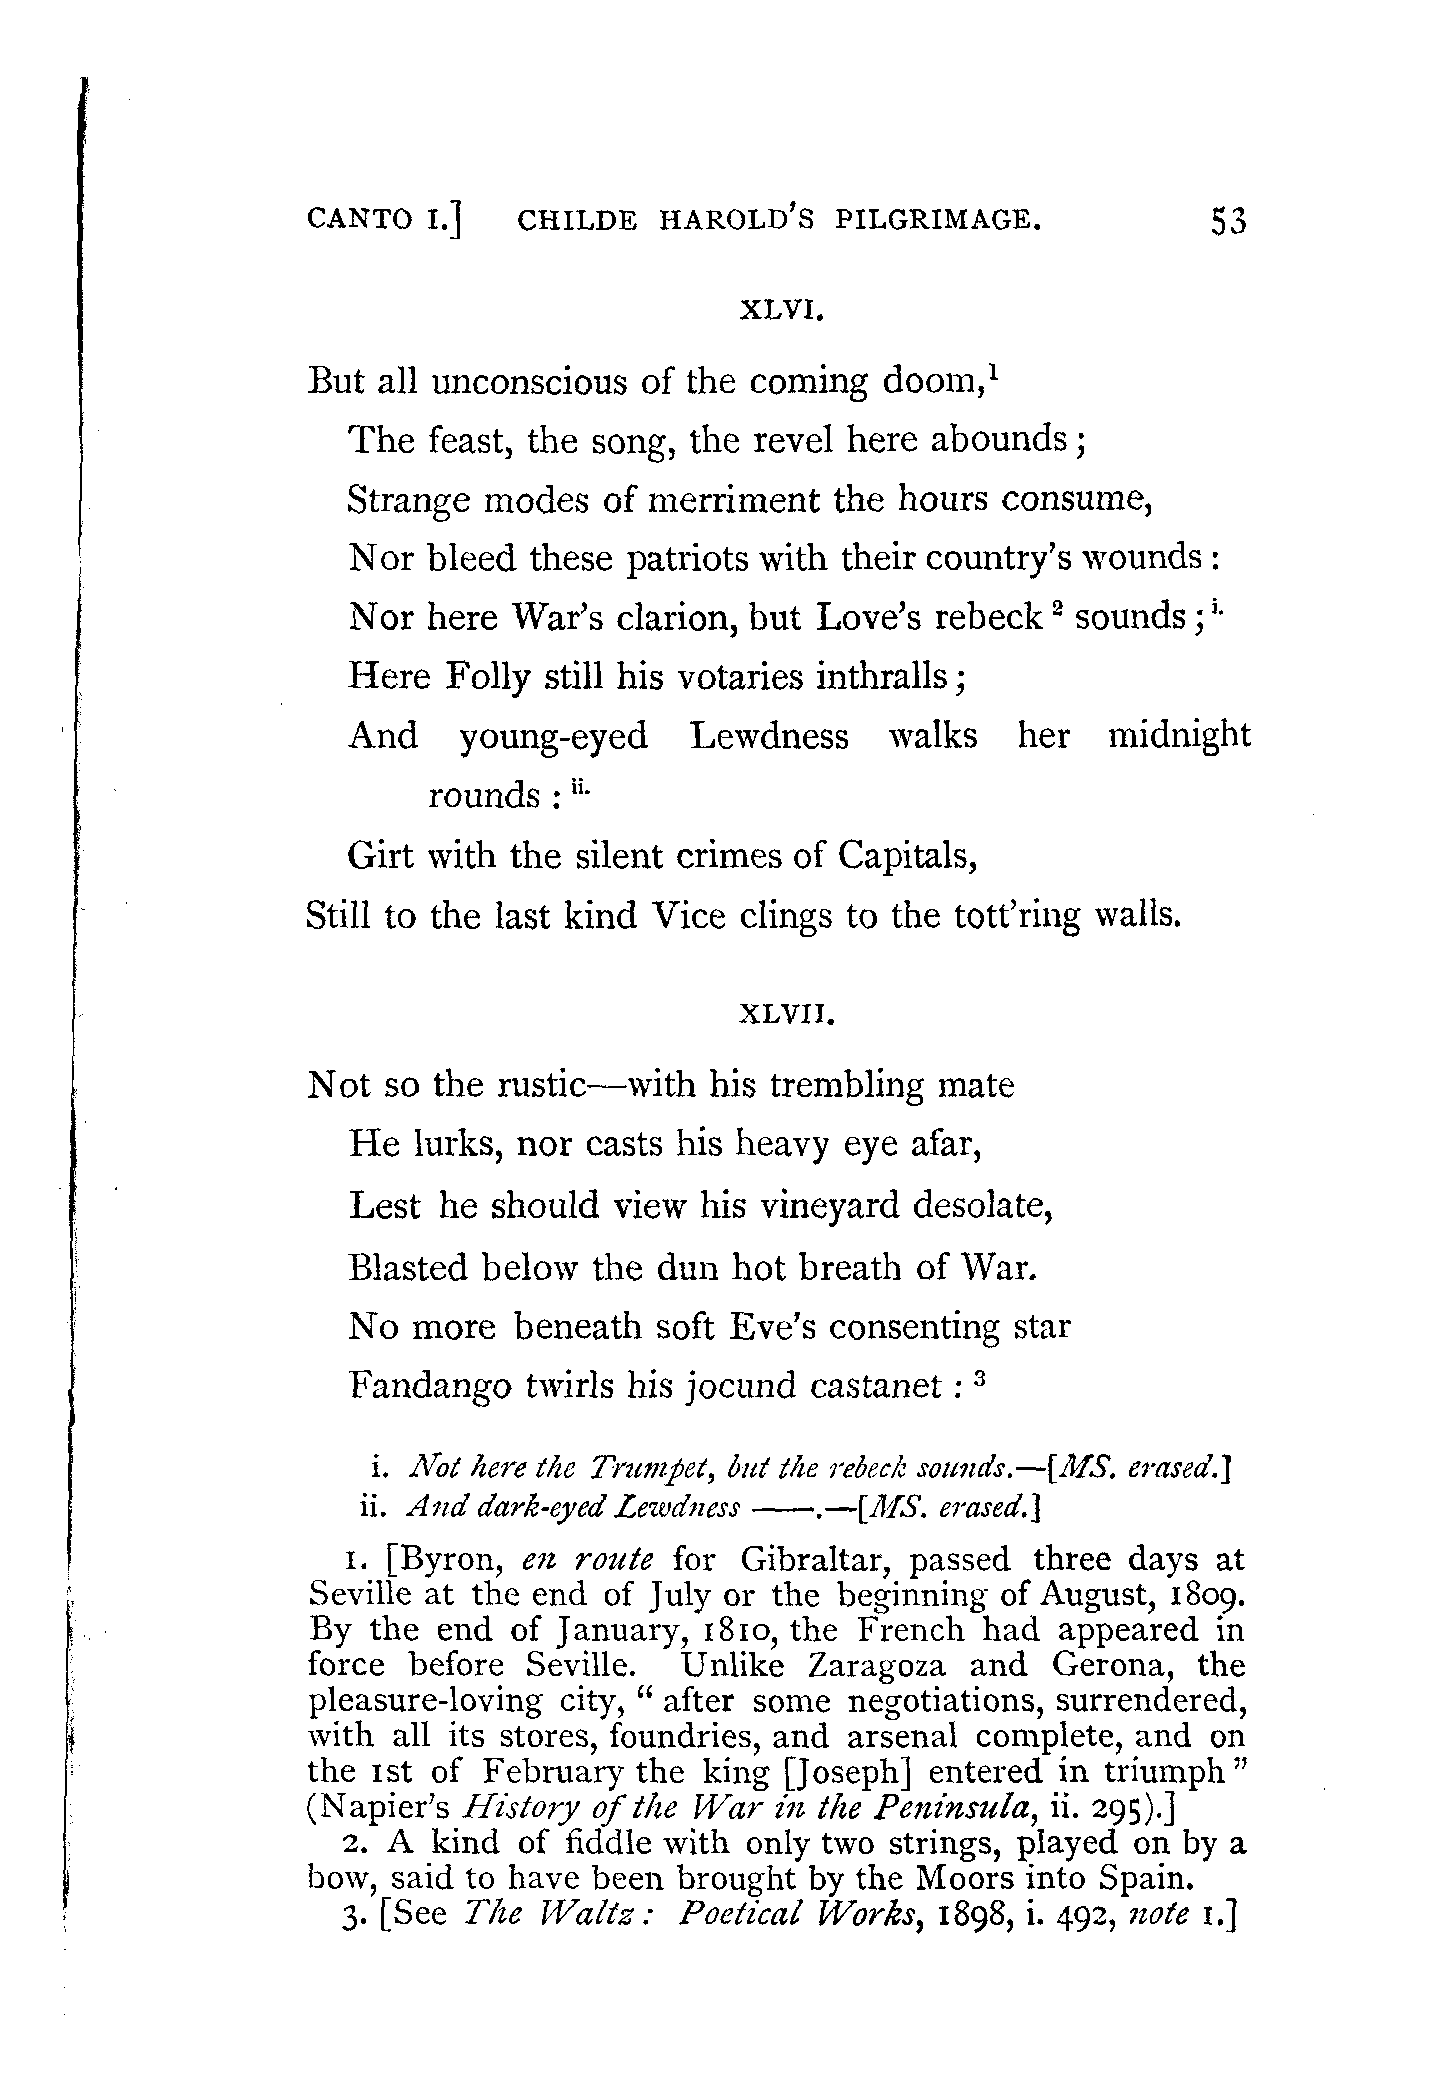 CANTO I.] CHILDE HAROLD'S PILGRIMAGE. 53
XLVI.
But all unconscious of the coming doom,¹
The feast, the song, the revel here abounds;
Strange modes of merriment the hours consume,
Nor bleed these patriots with their country's wounds:
Nor here War's clarion, but Love's rebeck² sounds;ⁱ·
Here Folly still his votaries inthralls;
And young-eyed Lewdness walks her midnight
rounds:ⁱⁱ·
Girt with the silent crimes of Capitals,
Still to the last kind Vice clings to the tott'ring walls.
XLVII.
Not so the rustic—with his trembling mate
He lurks, nor casts his heavy eye afar,
Lest he should view his vineyard desolate,
Blasted below the dun hot breath of War.
No more beneath soft Eve's consenting star
Fandango twirls his jocund castanet:³
i. Not here the Trumpet, but the rebeck sounds.—[MS. erased.]
ii. And dark-eyed Lewdness ——.—[MS. erased.]
1. [Byron, en route for Gibraltar, passed three days at
Seville at the end of July or the beginning of August, 1809.
By the end of January, 1810, the French had appeared in
force before Seville. Unlike Zaragoza and Gerona, the
pleasure-loving city, "after some negotiations, surrendered,
with all its stores, foundries, and arsenal complete, and on
the 1st of February the king [Joseph] entered in triumph"
(Napier's History of the War in the Peninsula, ii. 295).]
2. A kind of fiddle with only two strings, played on by a
bow, said to have been brought by the Moors into Spain.
3. [See The Waltz: Poetical Works, 1898, i. 492, note 1.]